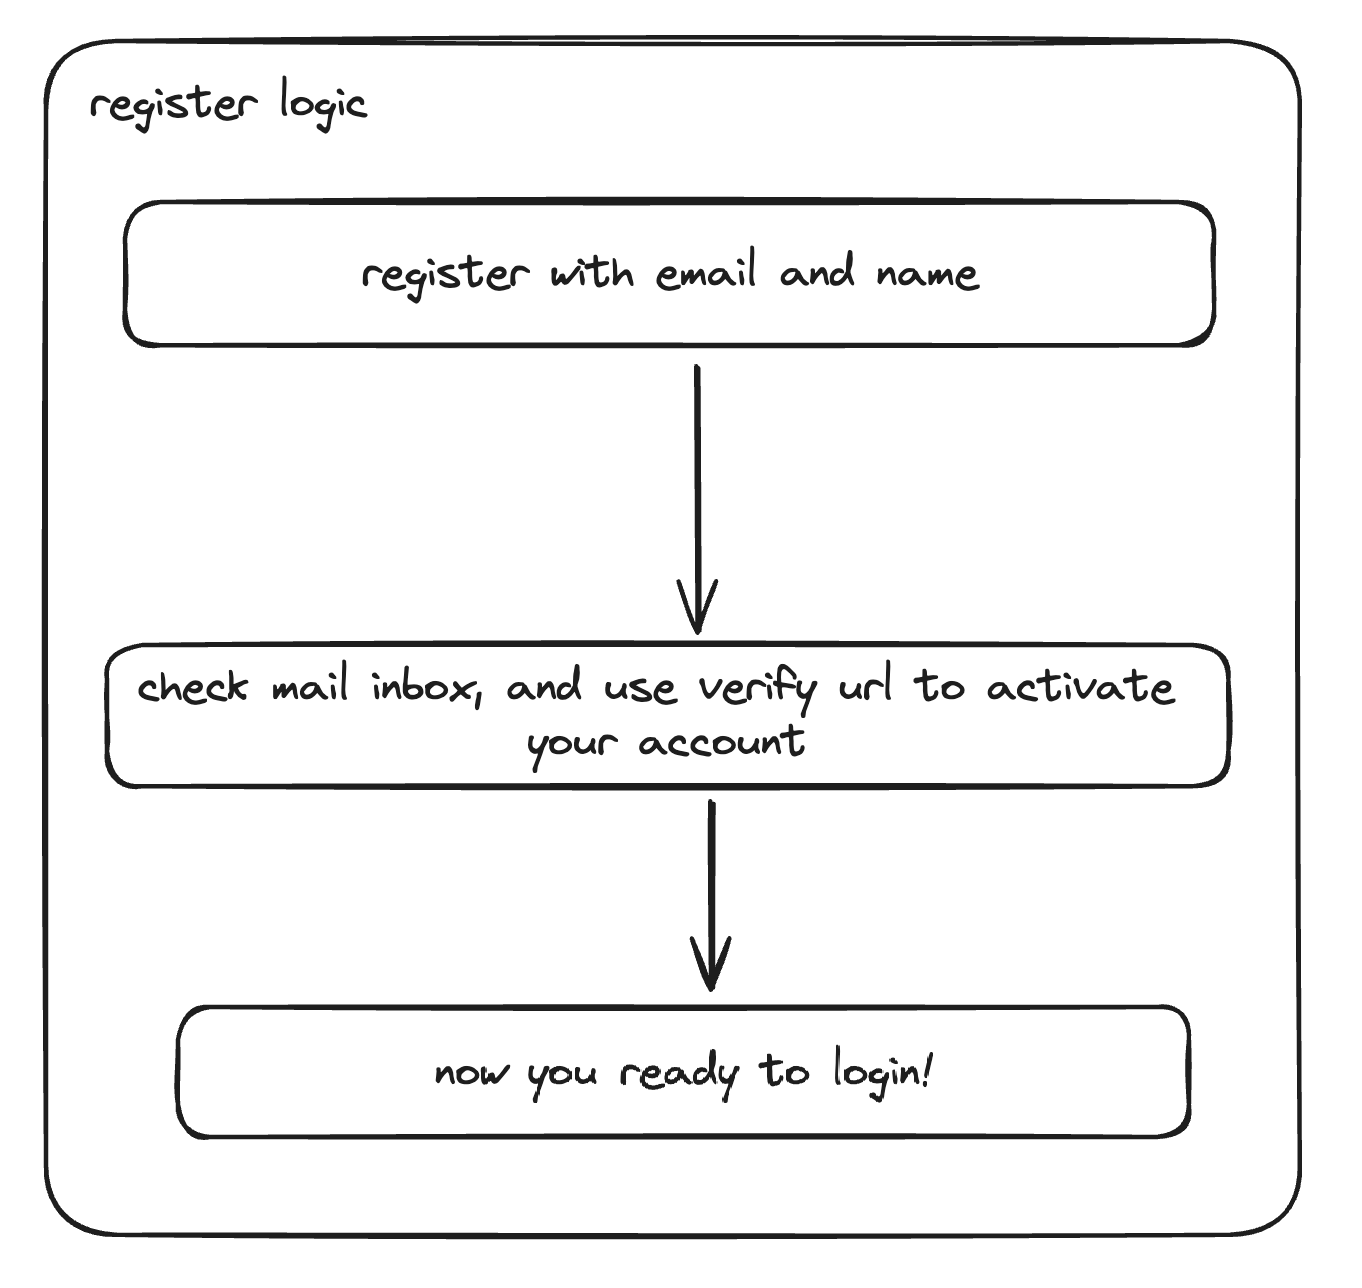 register logic
register with email and name
check mail inbox, and use verify url to activate
your account
now you ready to login!